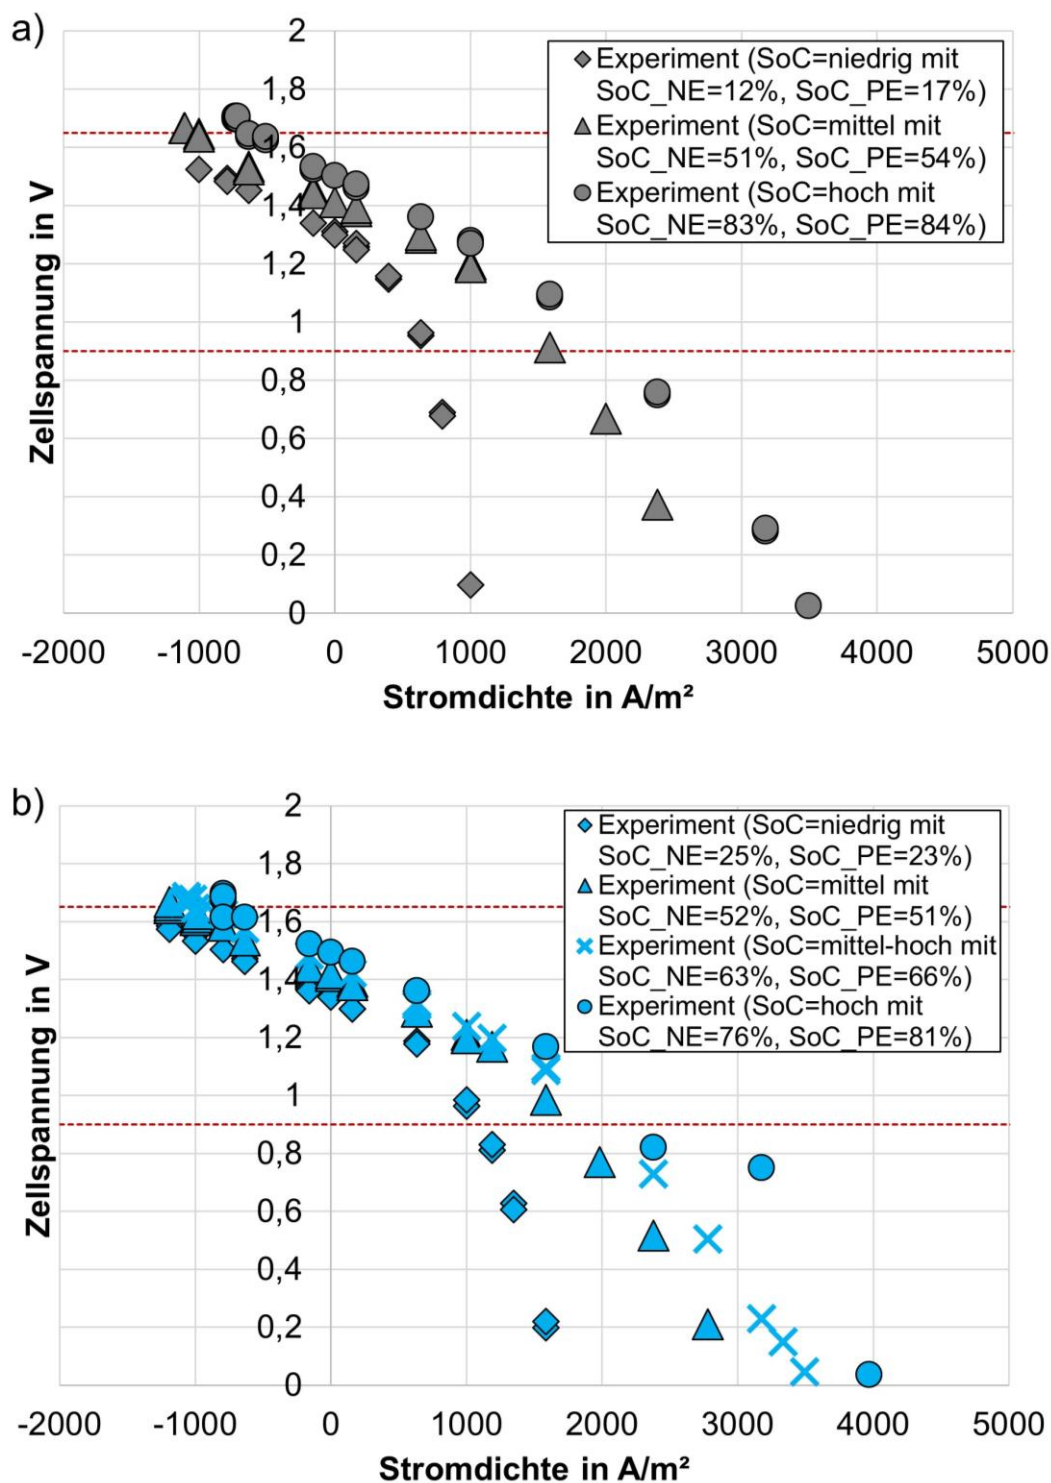 a)
2
1,8
1,6
1,4
1,2
1
0,8
0,6
0,4
0,2
0
-2000
-1000
0
1000
2000
3000
4000
5000
Zellspannung in V
Stromdichte in A/m²
Experiment (SoC=niedrig mit
SoC_NE=12%, SoC_PE=17%)
Experiment (SoC=mittel mit
SoC_NE=51%, SoC_PE=54%)
Experiment (SoC=hoch mit
SoC_NE=83%, SoC_PE=84%)
b)
2
1,8
1,6
1,4
1,2
1
0,8
0,6
0,4
0,2
0
-2000
-1000
0
1000
2000
3000
4000
5000
Zellspannung in V
Stromdichte in A/m²
Experiment (SoC=niedrig mit
SoC_NE=25%, SoC_PE=23%)
Experiment (SoC=mittel mit
SoC_NE=52%, SoC_PE=51%)
Experiment (SoC=mittel-hoch mit
SoC_NE=63%, SoC_PE=66%)
Experiment (SoC=hoch mit
SoC_NE=76%, SoC_PE=81%)